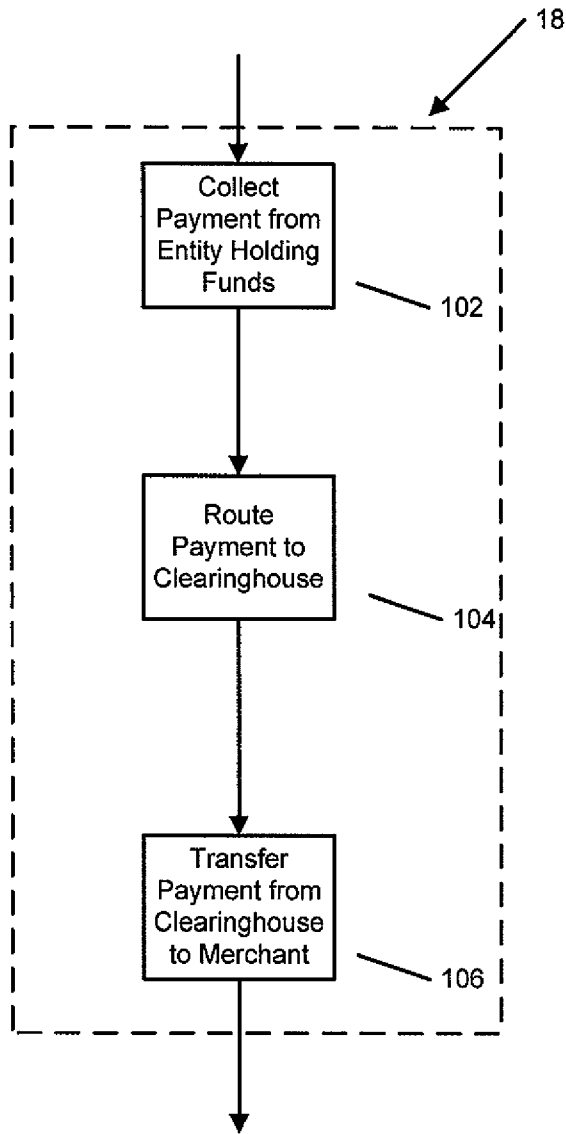 18
Collect
Payment from
Entity Holding
Funds
102
Route
Payment to
Clearinghouse
104
Transfer
Payment from
Clearinghouse
to Merchant
106